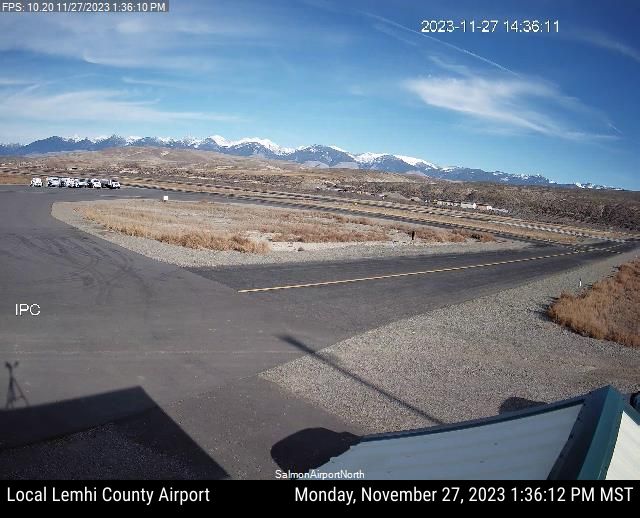 FPS: 10.20 11/27/2023 1:36:10 PM
2023-11-27 14:36:11
IPC
SalmonAirportNorth
Local Lemhi County Airport
Monday, November 27, 2023 1:36:12 PM MST